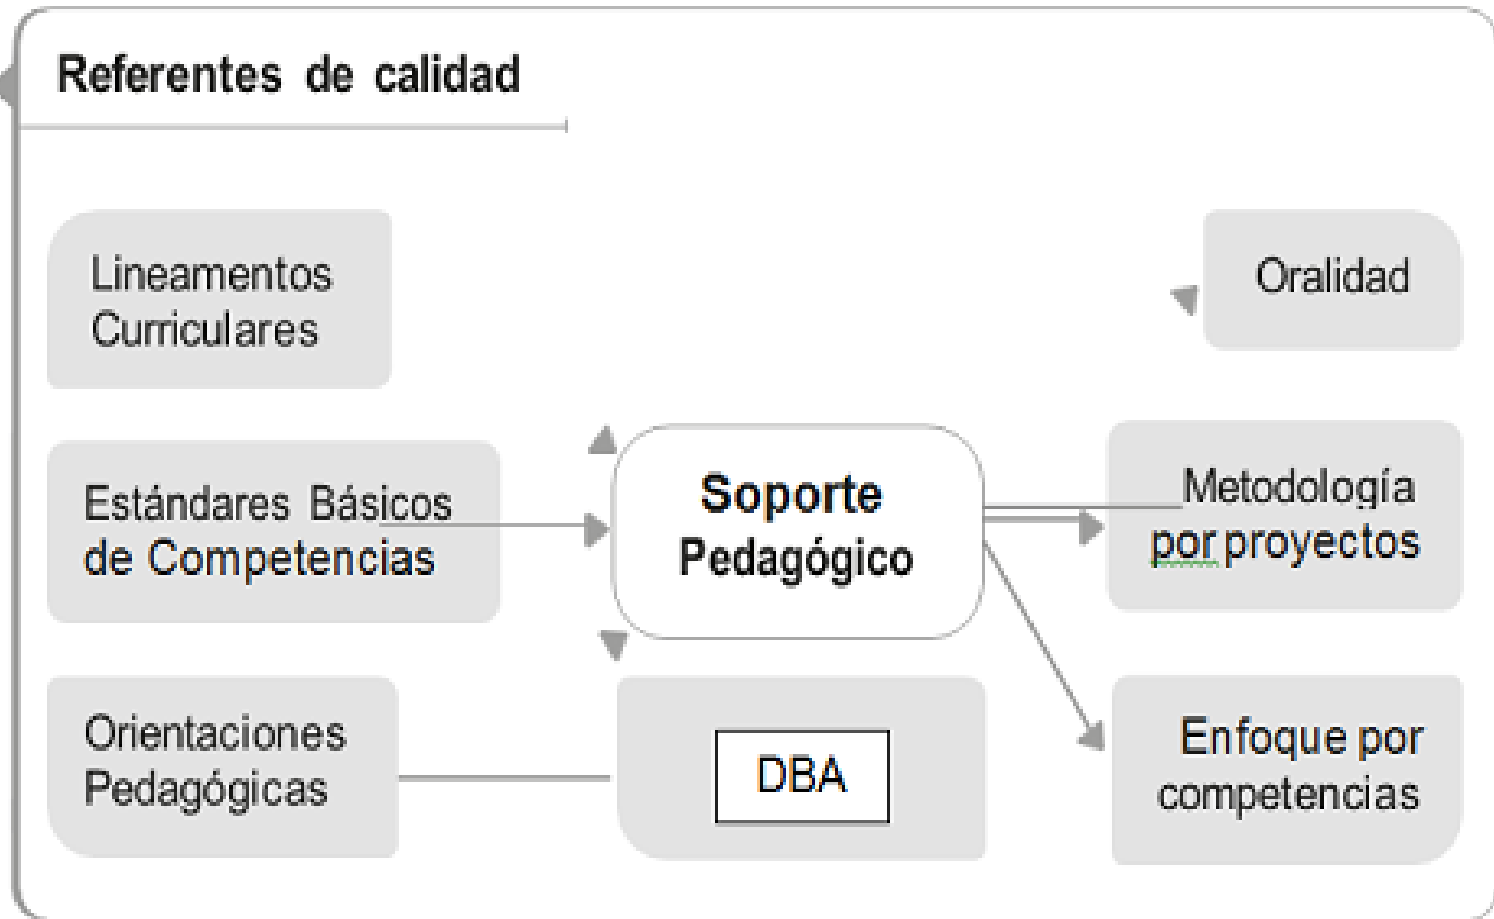 Referentes de calidad
Lineamentos
Curriculares
Oralidad
Estándares Básicos
de Competencias
Soporte
Pedagógico
Metodología
por proyectos
Orientaciones
Pedagógicas
DBA
Enfoque por
competencias